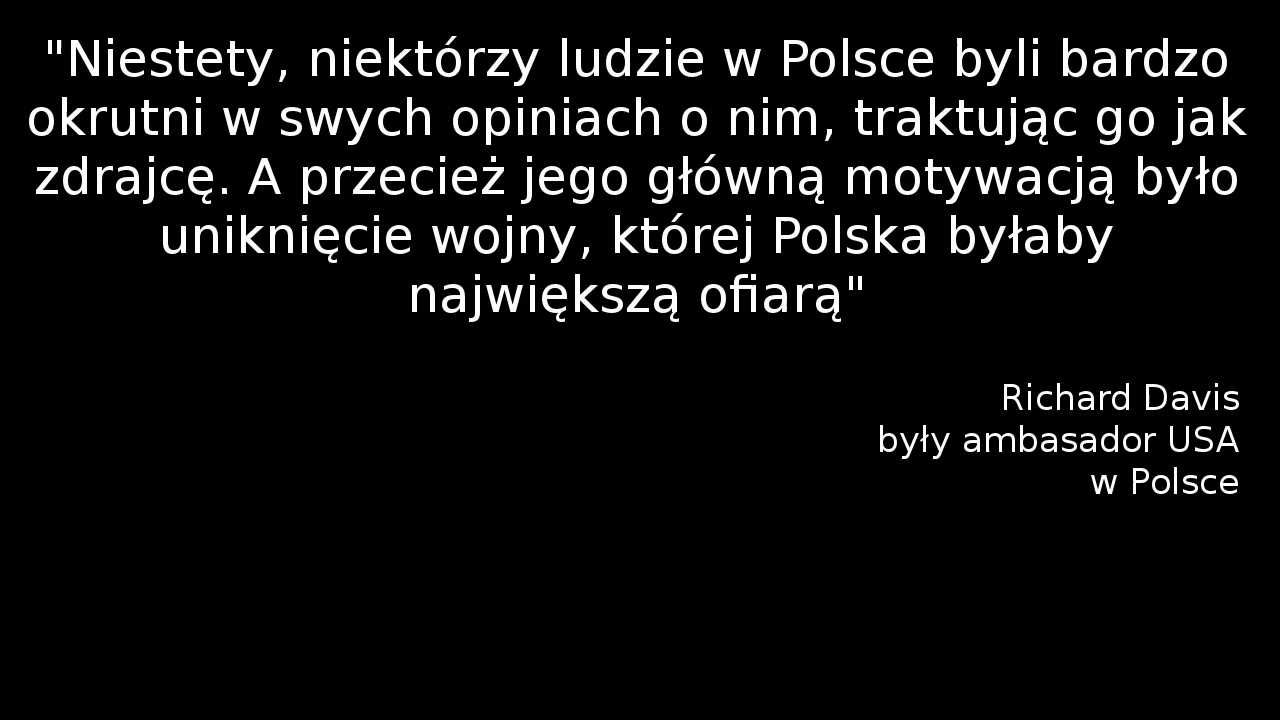 "Niestety, niektórzy ludzie w Polsce byli bardzo
okrutni w swych opiniach o nim, traktując go jak
zdrajcę. A przecież jego główną motywacją było
uniknięcie wojny, której Polska byłaby
największą ofiarą"
Richard Davis
były ambasador USA
w Polsce